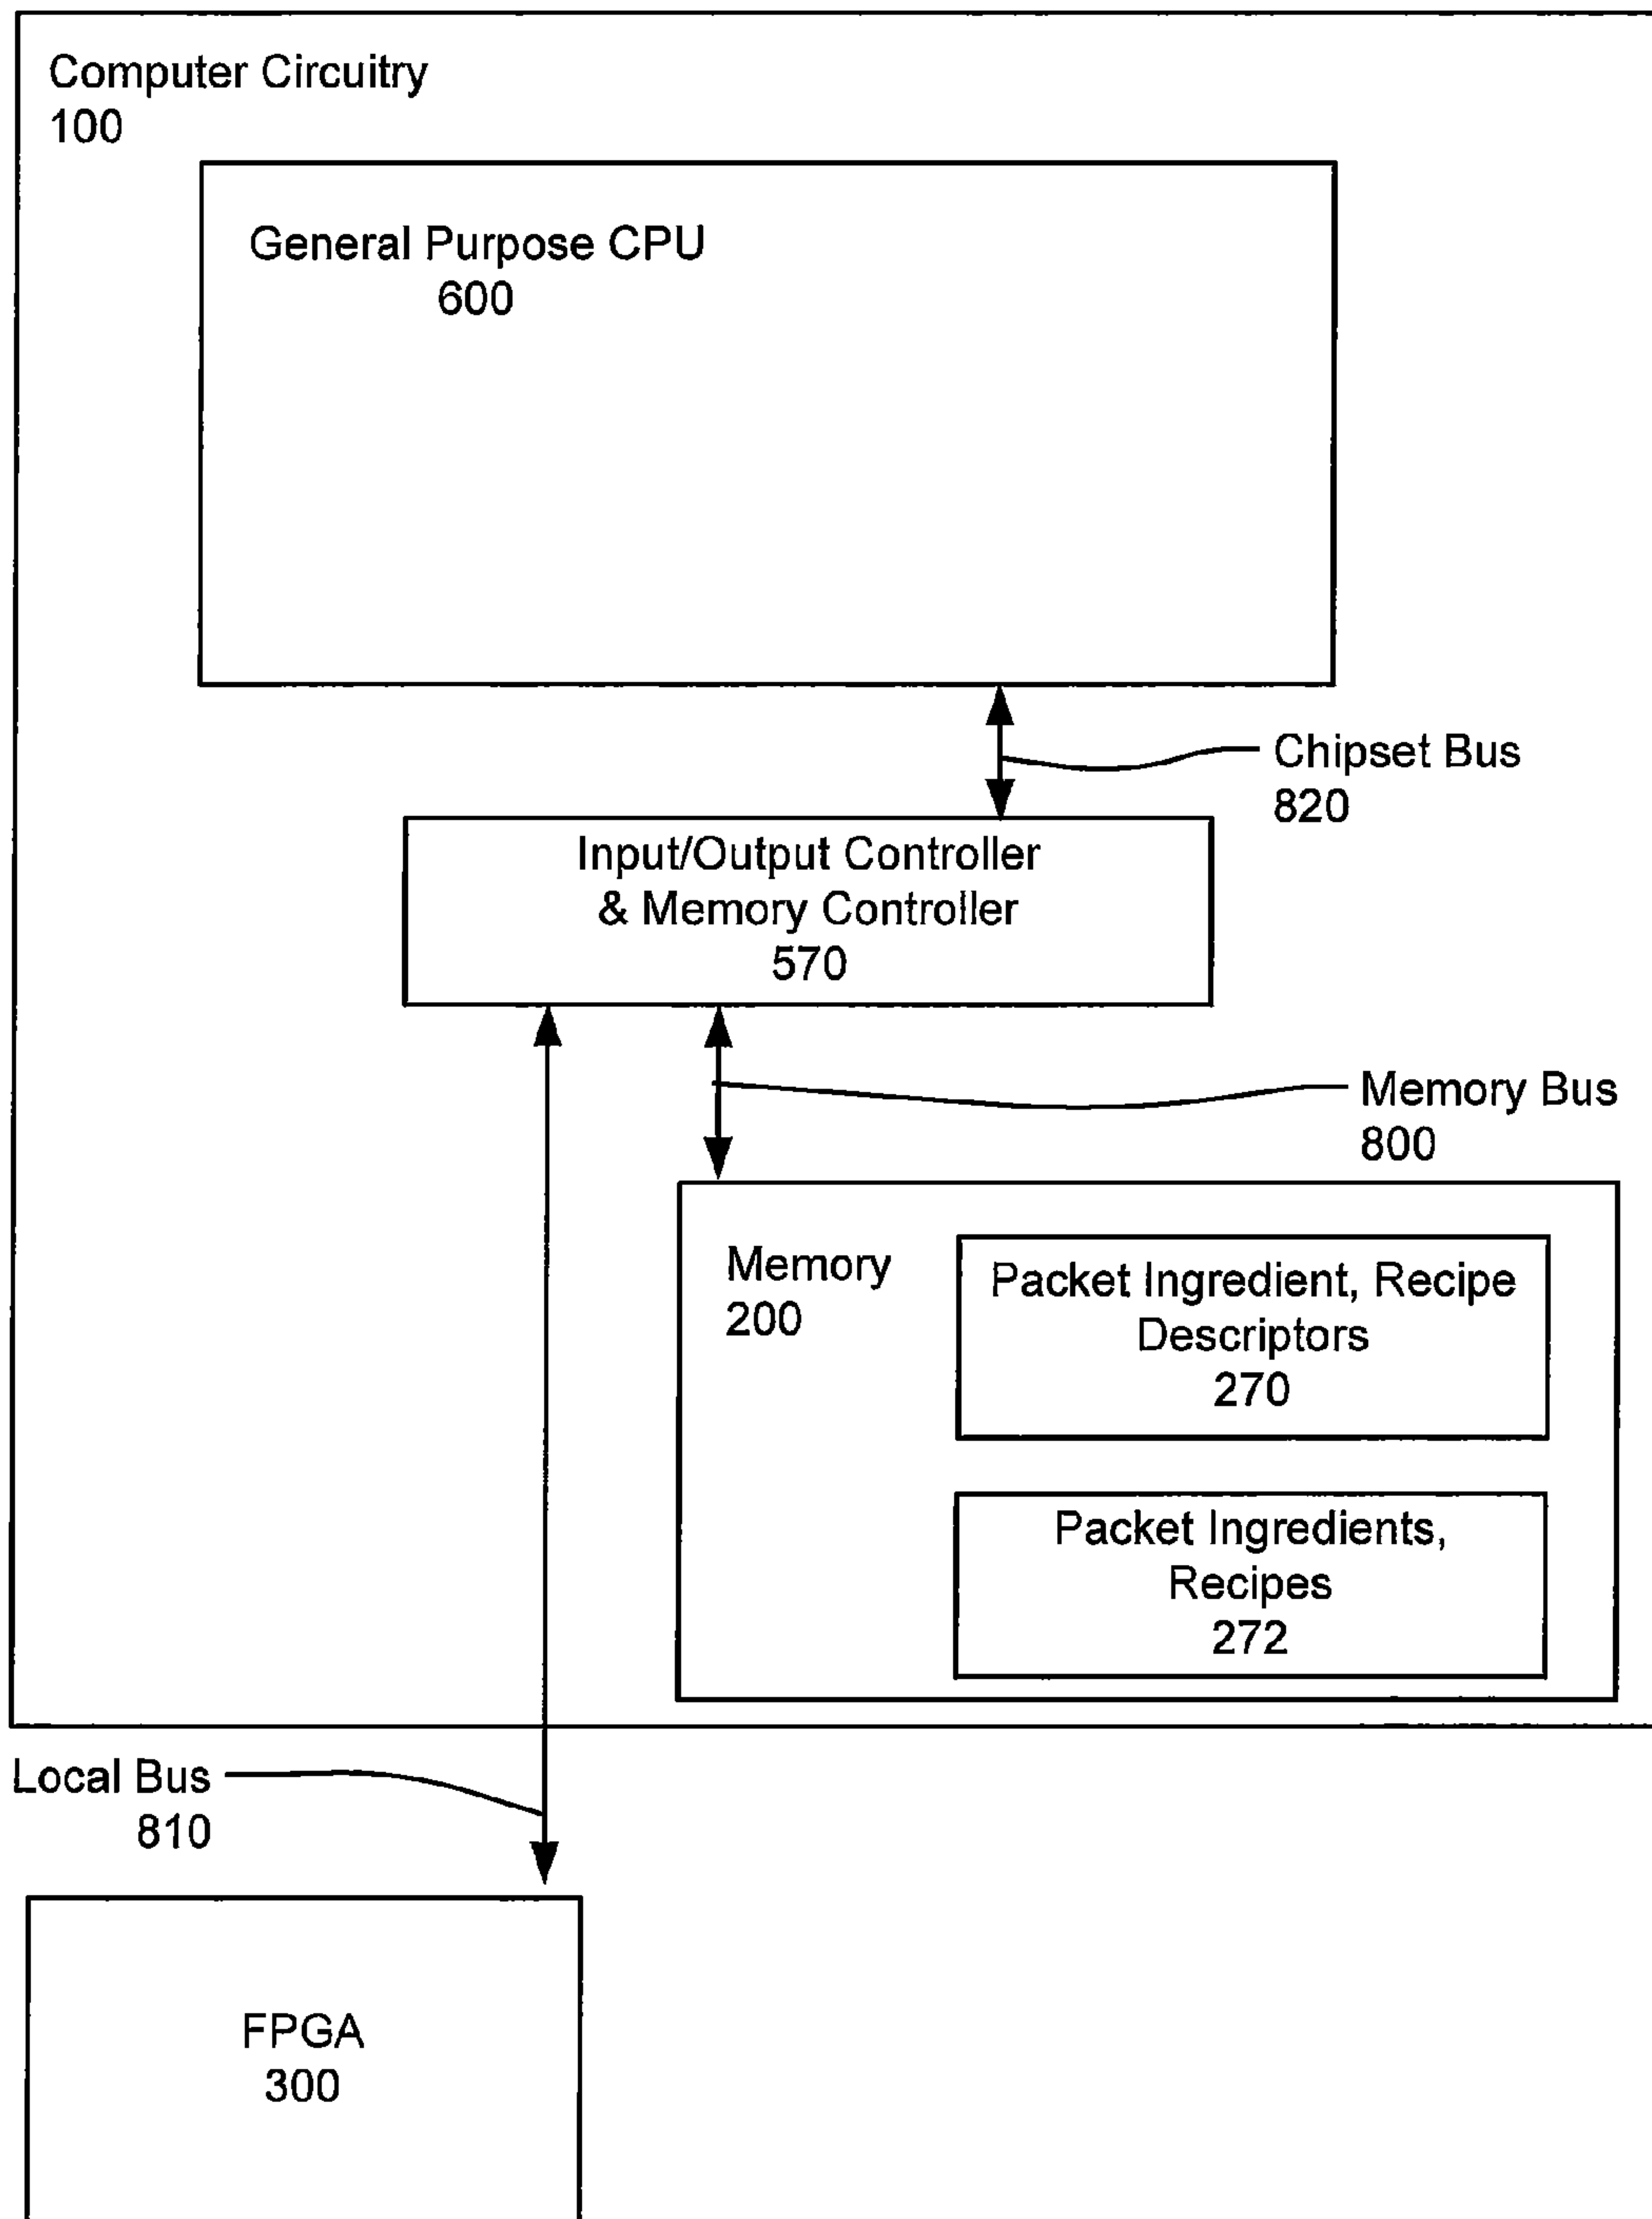 Computer Circuitry
100
General Purpose CPU
600
Chipset Bus
820
Input/Output Controller
& Memory Controller
570
Memory Bus
800
Memory
200
Packet Ingredient, Recipe
Descriptors
270
Packet Ingredients,
Recipes
272
Local Bus
810
FPGA
300